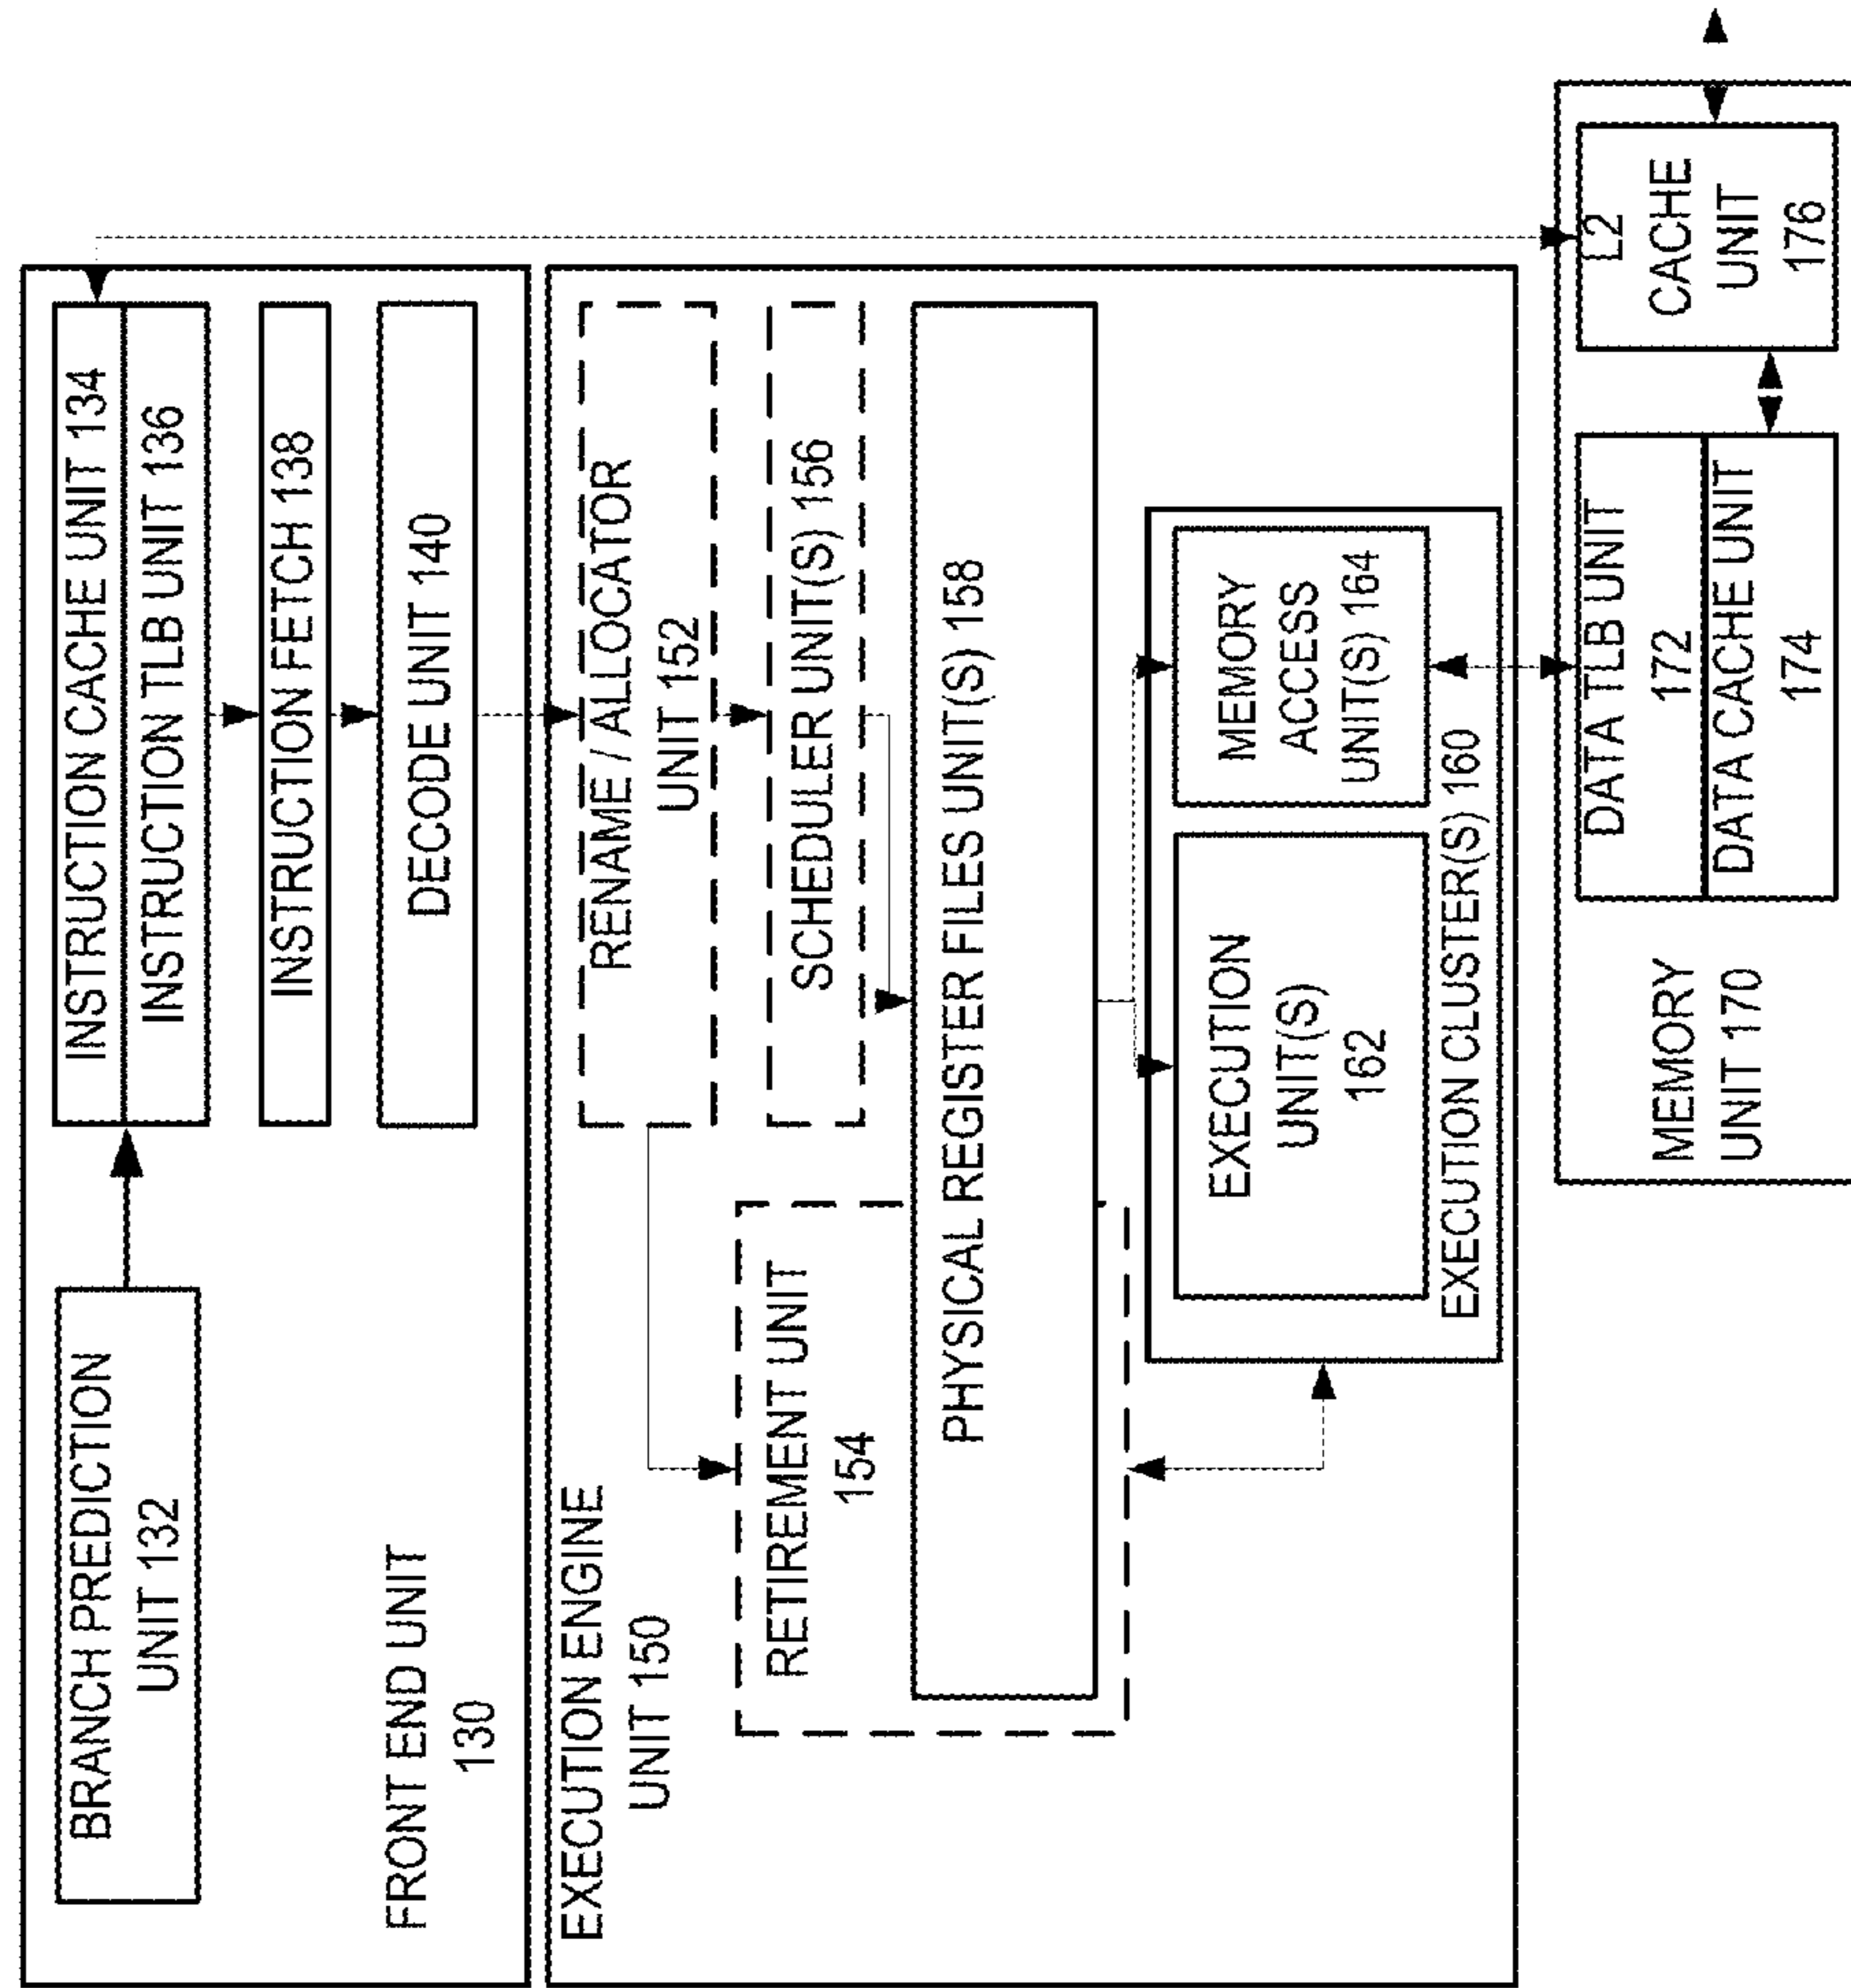 BRANCH PREDICTION
UNIT 132
INSTRUCTION CACHE UNIT 134
INSTRUCTION TLB UNIT 136
INSTRUCTION FETCH 138
DECODE UNIT 140
FRONT END UNIT
130
EXECUTION ENGINE
UNIT 150
RENAME / ALLOCATOR
UNIT 152
RETIREMENT UNIT
154
SCHEDULER UNIT(S) 156
PHYSICAL REGISTER FILES UNIT(S) 158
EXECUTION
UNIT(S)
162
MEMORY
ACCESS
UNIT(S) 164
EXECUTION CLUSTER(S) 160
MEMORY
UNIT 170
DATA TLB UNIT
172
DATA CACHE UNIT
174
L2
CACHE
UNIT
176